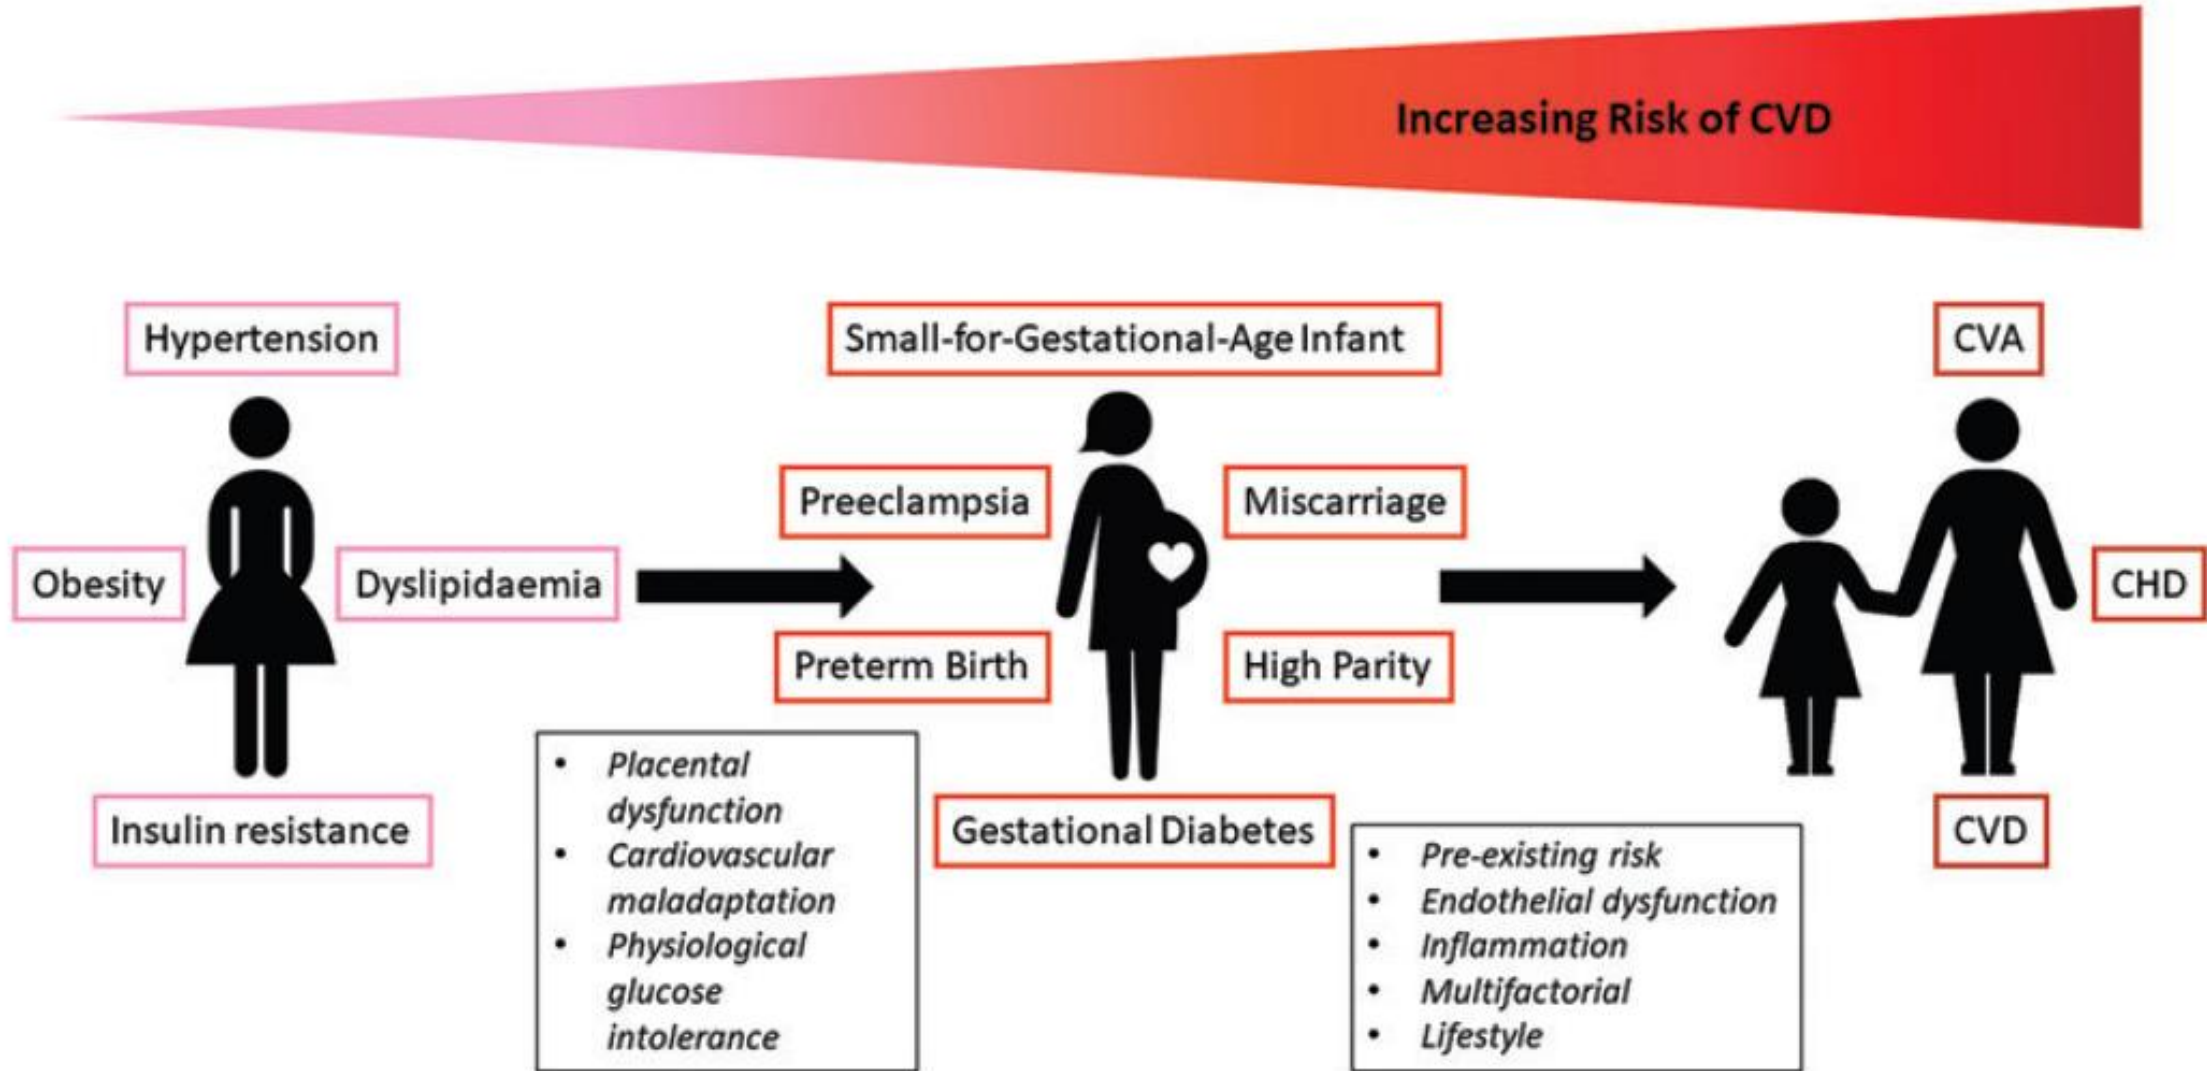 Increasing Risk of CVD
Hypertension
Obesity
Dyslipidaemia
Insulin resistance
Small-for-Gestational-Age Infant
Preeclampsia
Miscarriage
Preterm Birth
High Parity
Gestational Diabetes
• Placental
dysfunction
• Cardiovascular
maladaptation
• Physiological
glucose
intolerance
• Pre-existing risk
• Endothelial dysfunction
• Inflammation
• Multifactorial
• Lifestyle
CVA
CHD
CVD